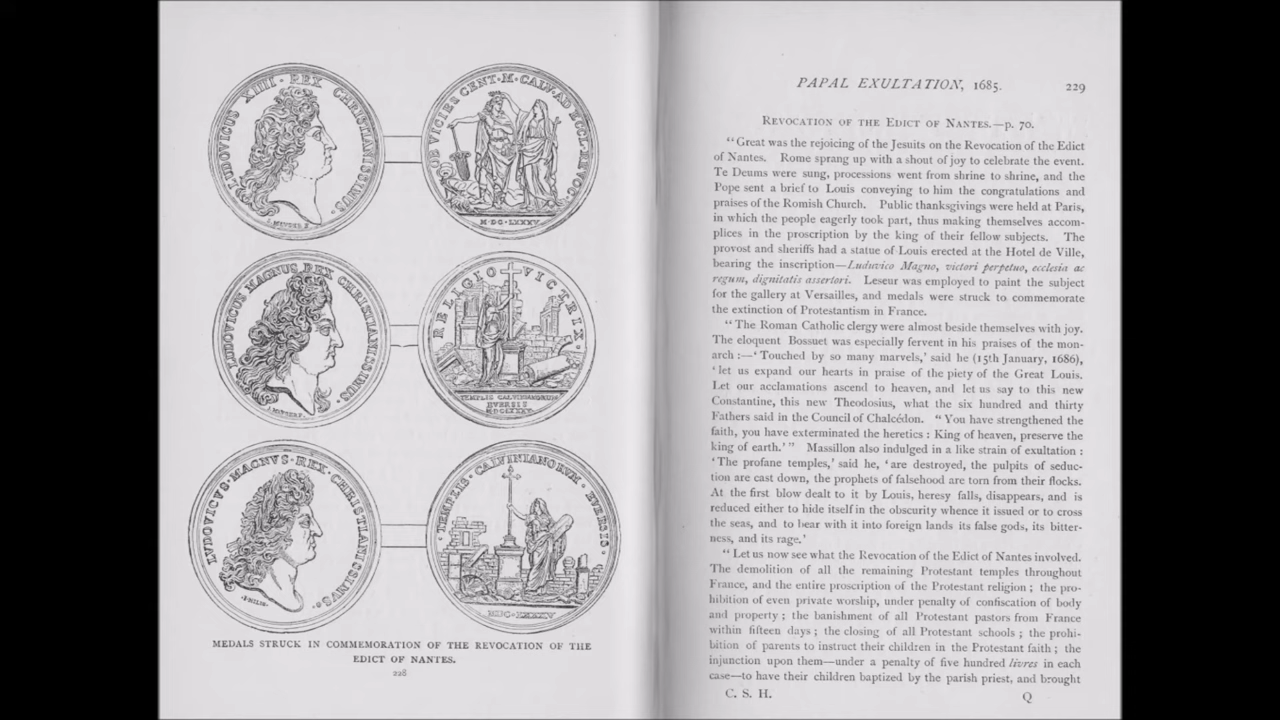 LUDOVICUS XIIII · REX CHRISTIANISSIMUS.
OB VICIES CENT · M · CALV · AD ECCL · REVOC ·
M·DC·LXXXV
LUDOVICUS MAGNUS REX CHRISTIANISSIMUS.
RELIGIO VICTRIX.
TEMPLIS CALVINIANORUM
EVERSIS
MDCLXXXV
LVDOVICVS·MAGNVS·REX·CHRISTIANISSIMVS·
·TEMPLIS·CALVINIANORUM·EVERSIS·
MDC·LXXXV
MEDALS STRUCK IN COMMEMORATION OF THE REVOCATION OF THE
EDICT OF NANTES.
228
PAPAL EXULTATION, 1685. 229
REVOCATION OF THE EDICT OF NANTES.—p. 70.
“Great was the rejoicing of the Jesuits on the Revocation of the Edict
of Nantes. Rome sprang up with a shout of joy to celebrate the event.
Te Deums were sung, processions went from shrine to shrine, and the
Pope sent a brief to Louis conveying to him the congratulations and
praises of the Romish Church. Public thanksgivings were held at Paris,
in which the people eagerly took part, thus making themselves accom-
plices in the proscription by the king of their fellow subjects. The
provost and sheriffs had a statue of Louis erected at the Hotel de Ville,
bearing the inscription—Luduvico Magno, victori perpetuo, ecclesia ac
regum, dignitatis assertori. Leseur was employed to paint the subject
for the gallery at Versailles, and medals were struck to commemorate
the extinction of Protestantism in France.
“The Roman Catholic clergy were almost beside themselves with joy.
The eloquent Bossuet was especially fervent in his praises of the mon-
arch :—‘Touched by so many marvels,’ said he (15th January, 1686),
‘let us expand our hearts in praise of the piety of the Great Louis.
Let our acclamations ascend to heaven, and let us say to this new
Constantine, this new Theodosius, what the six hundred and thirty
Fathers said in the Council of Chalcédon. “You have strengthened the
faith, you have exterminated the heretics : King of heaven, preserve the
king of earth.’” Massillon also indulged in a like strain of exultation :
‘The profane temples,’ said he, ‘are destroyed, the pulpits of seduc-
tion are cast down, the prophets of falsehood are torn from their flocks.
At the first blow dealt to it by Louis, heresy falls, disappears, and is
reduced either to hide itself in the obscurity whence it issued or to cross
the seas, and to bear with it into foreign lands its false gods, its bitter-
ness, and its rage.’
“Let us now see what the Revocation of the Edict of Nantes involved.
The demolition of all the remaining Protestant temples throughout
France, and the entire proscription of the Protestant religion ; the pro-
hibition of even private worship, under penalty of confiscation of body
and property ; the banishment of all Protestant pastors from France
within fifteen days ; the closing of all Protestant schools ; the prohi-
bition of parents to instruct their children in the Protestant faith ; the
injunction upon them—under a penalty of five hundred livres in each
case—to have their children baptized by the parish priest, and brought
C. S. H. Q